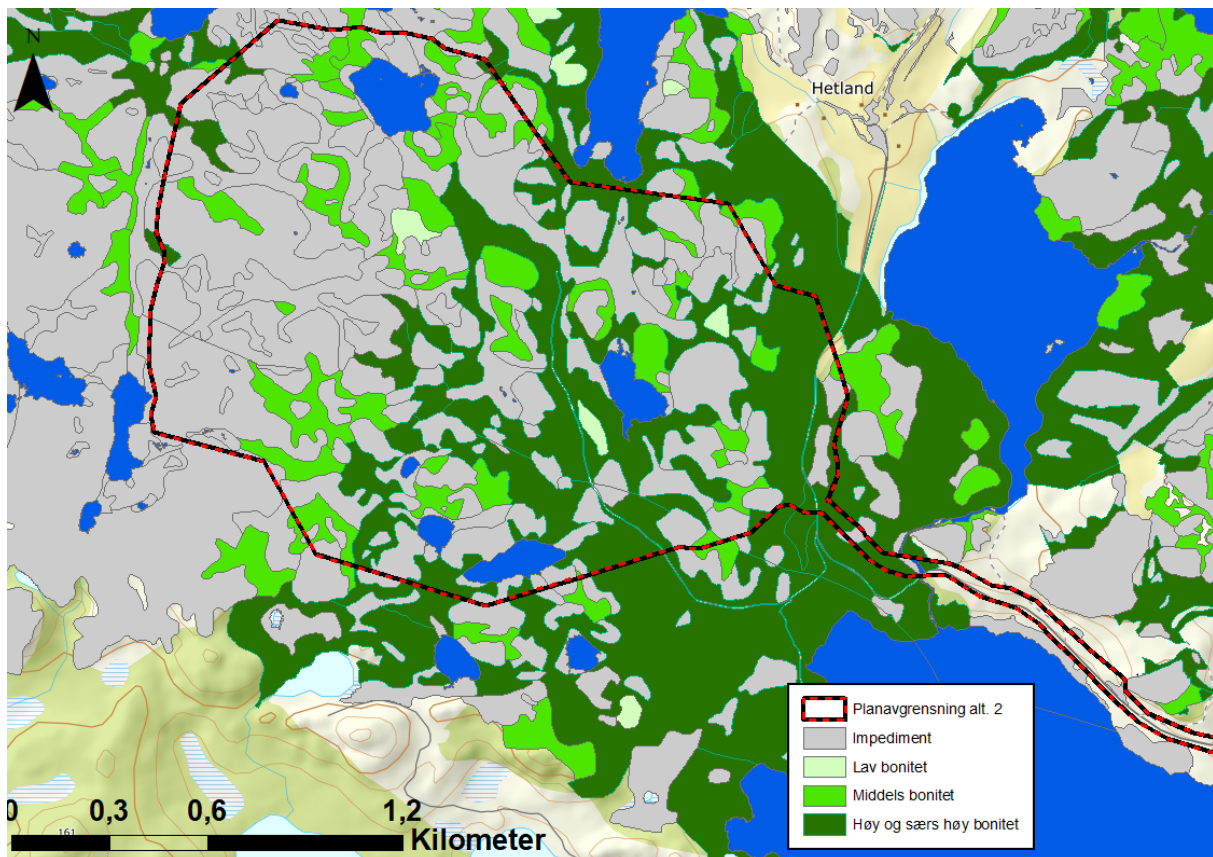 N
Hetland
Planavgrensning alt. 2
Impediment
Lav bonitet
Middels bonitet
Høy og særs høy bonitet
0 0,3 0,6 1,2
161
Kilometer